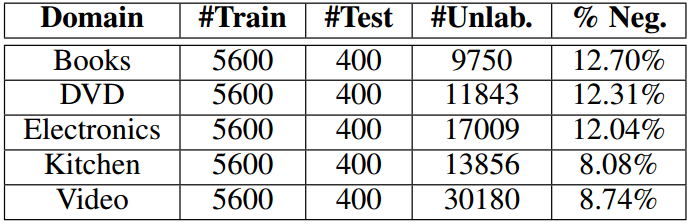 Domain #Train #Test #Unlab. % Neg.
Books 5600 400 9750 12.70%
DVD 5600 400 11843 12.31%
Electronics 5600 400 17009 12.04%
Kitchen 5600 400 13856 8.08%
Video 5600 400 30180 8.74%